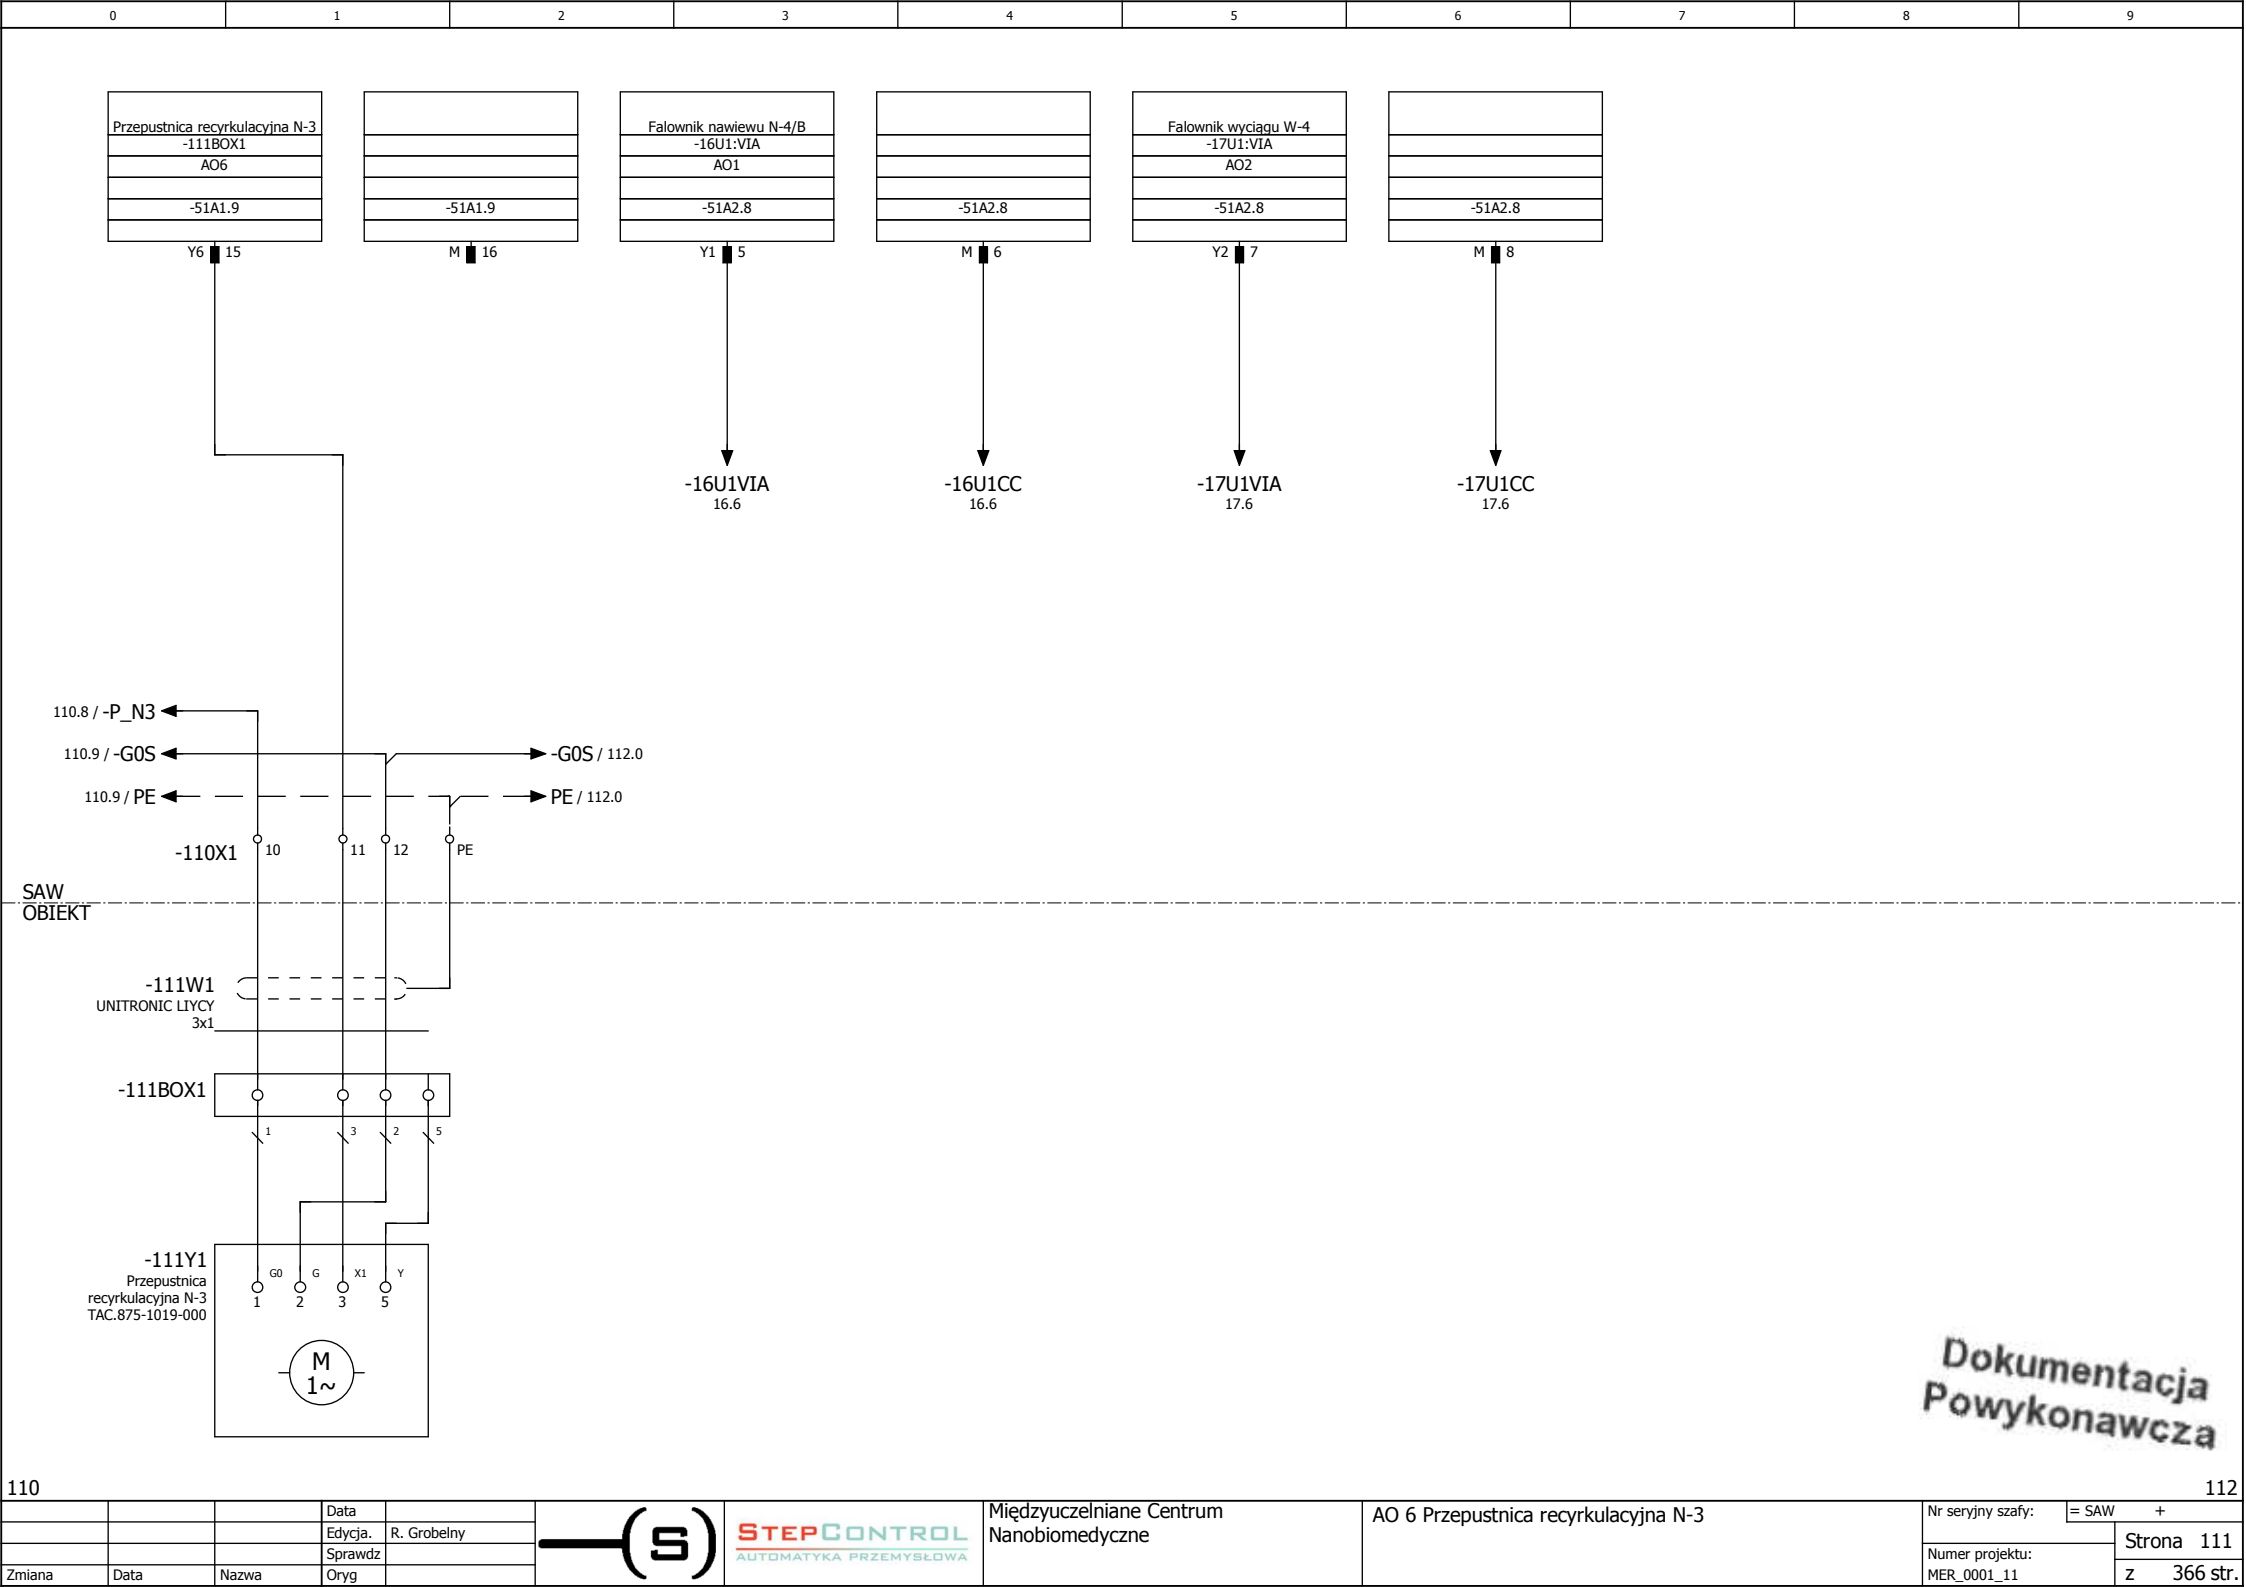 0 1 2 3 4 5 6 7 8 9
Przepustnica recyrkulacyjna N-3
-111BOX1
AO6
-51A1.9
Y6 15
-51A1.9
M 16
Falownik nawiewu N-4/B
-16U1:VIA
AO1
-51A2.8
Y1 5
-51A2.8
M 6
Falownik wyciągu W-4
-17U1:VIA
AO2
-51A2.8
Y2 7
-51A2.8
M 8
-16U1VIA
16.6
-16U1CC
16.6
-17U1VIA
17.6
-17U1CC
17.6
110.8 / -P_N3
110.9 / -G0S
-G0S / 112.0
110.9 / PE
PE / 112.0
-110X1 10 11 12 PE
SAW
OBIEKT
-111W1
UNITRONIC LIYCY
3x1
-111BOX1
1 3 2 5
-111Y1
Przepustnica
recyrkulacyjna N-3
TAC.875-1019-000
G0 G X1 Y
1 2 3 5
M
1~
Dokumentacja
Powykonawcza
110
112
Zmiana
Data
Nazwa
Data
Edycja. R. Grobelny
Sprawdz
Oryg
(S)
STEPCONTROL
AUTOMATYKA PRZEMYSŁOWA
Międzyuczelniane Centrum
Nanobiomedyczne
AO 6 Przepustnica recyrkulacyjna N-3
Nr seryjny szafy:
Numer projektu:
MER_0001_11
= SAW +
Strona 111
z 366 str.